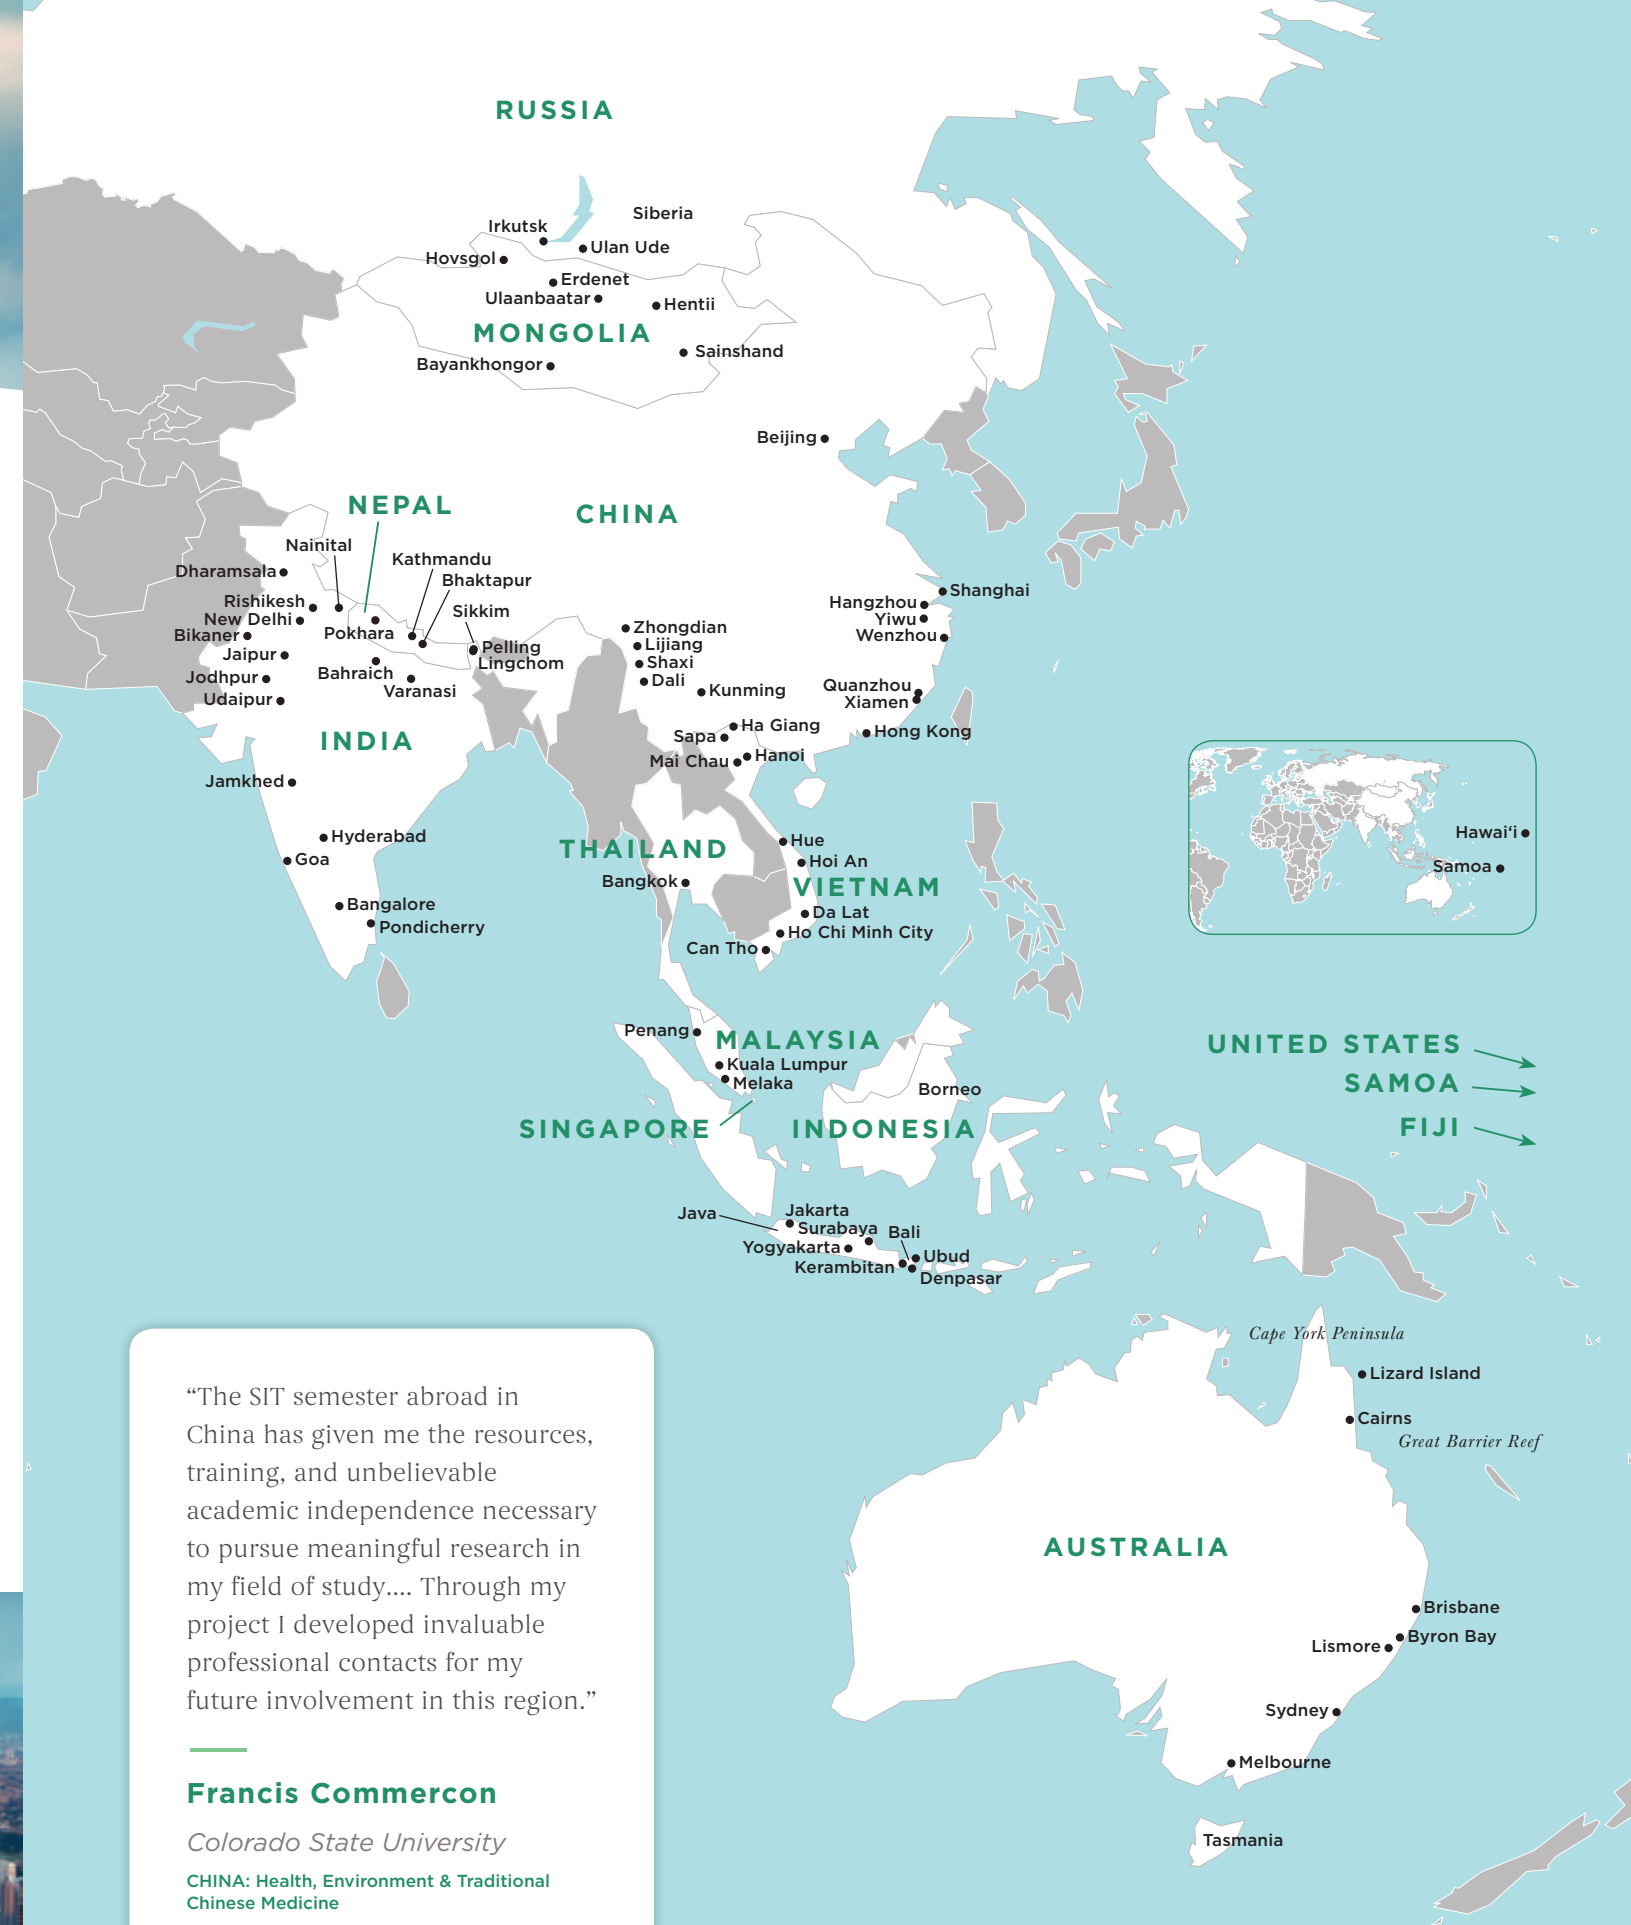 RUSSIA
Siberia
Irkutsk
Ulan Ude
Hovsgol
Erdenet
Ulaanbaatar
Hentii
MONGOLIA
Sainshand
Bayankhongor
Beijing
NEPAL
CHINA
Nainital
Kathmandu
Dharamsala
Bhaktapur
Shanghai
Rishikesh
Hangzhou
Sikkim
New Delhi
Yiwu
Zhongdian
Pokhara
Bikaner
Wenzhou
Lijiang
Pelling
Jaipur
Shaxi
Lingchom
Bahraich
Jodhpur
Dali
Quanzhou
Varanasi
Kunming
Udaipur
Xiamen
Ha Giang
Hong Kong
Sapa
INDIA
Hanoi
Mai Chau
Jamkhed
Hawai‘i
Hyderabad
Hue
THAILAND
Goa
Hoi An
Samoa
Bangkok
VIETNAM
Bangalore
Da Lat
Pondicherry
Ho Chi Minh City
Can Tho
Penang
MALAYSIA
UNITED STATES
Kuala Lumpur
Melaka
SAMOA
Borneo
SINGAPORE
INDONESIA
FIJI
Java
Jakarta
Surabaya
Bali
Yogyakarta
Ubud
Kerambitan
Denpasar
Cape York Peninsula
Lizard Island
Cairns
Great Barrier Reef
AUSTRALIA
Brisbane
Byron Bay
Lismore
Sydney
Melbourne
Tasmania
“The SIT semester abroad in
China has given me the resources,
training, and unbelievable
academic independence necessary
to pursue meaningful research in
my field of study.... Through my
project I developed invaluable
professional contacts for my
future involvement in this region.”
Francis Commercon
Colorado State University
CHINA: Health, Environment & Traditional
Chinese Medicine